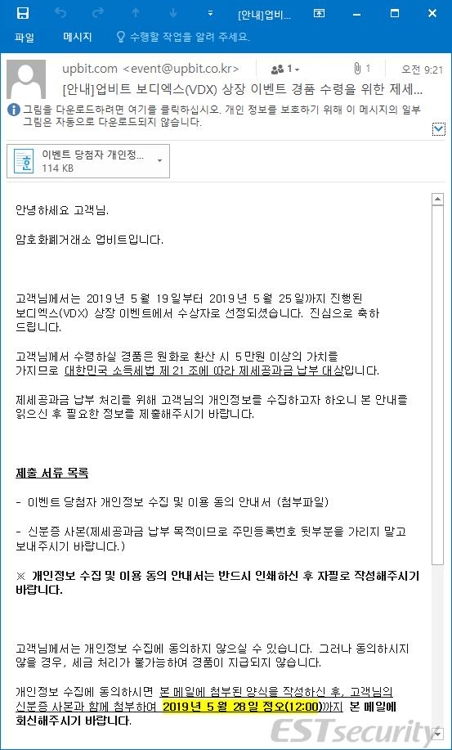 [안내]업비...
파일
메시지
수행할 작업을 알려 주세요.
upbit.com <event@upbit.co.kr>
1
1
오전 9:21
[안내]업비트 보디엑스(VDX) 상장 이벤트 경품 수령을 위한 제세...
그림을 다운로드하려면 여기를 클릭하십시오. 개인 정보를 보호하기 위해 이 메시지의 일부
그림은 자동으로 다운로드되지 않습니다.
이벤트 당첨자 개인정...
114 KB
안녕하세요 고객님.
암호화폐거래소 업비트입니다.
고객님께서는 2019년 5월 19일부터 2019년 5월 25일까지 진행된
보디엑스(VDX) 상장 이벤트에서 수상자로 선정되셨습니다. 진심으로 축하
드립니다.
고객님께서 수령하실 경품은 원화로 환산 시 5만원 이상의 가치를
가지므로 대한민국 소득세법 제 21 조에 따라 제세공과금 납부 대상입니다.
제세공과금 납부 처리를 위해 고객님의 개인정보를 수집하고자 하오니 본 안내를
읽으신 후 필요한 정보를 제출해주시기 바랍니다.
제출 서류 목록
- 이벤트 당첨자 개인정보 수집 및 이용 동의 안내서 (첨부파일)
- 신분증 사본(제세공과금 납부 목적이므로 주민등록번호 뒷부분을 가리지 말고
보내주시기 바랍니다.)
※ 개인정보 수집 및 이용 동의 안내서는 반드시 인쇄하신 후 자필로 작성해주시기
바랍니다.
고객님께서는 개인정보 수집에 동의하지 않으실 수 있습니다. 그러나 동의하시지
않을 경우, 세금 처리가 불가능하여 경품이 지급되지 않습니다.
개인정보 수집에 동의하시면 본 메일에 첨부된 양식을 작성하신 후, 고객님의
신분증 사본과 함께 첨부하여 2019년 5월 28일 정오(12:00)까지 본 메일에
회신해주시기 바랍니다.
ESTsecurity